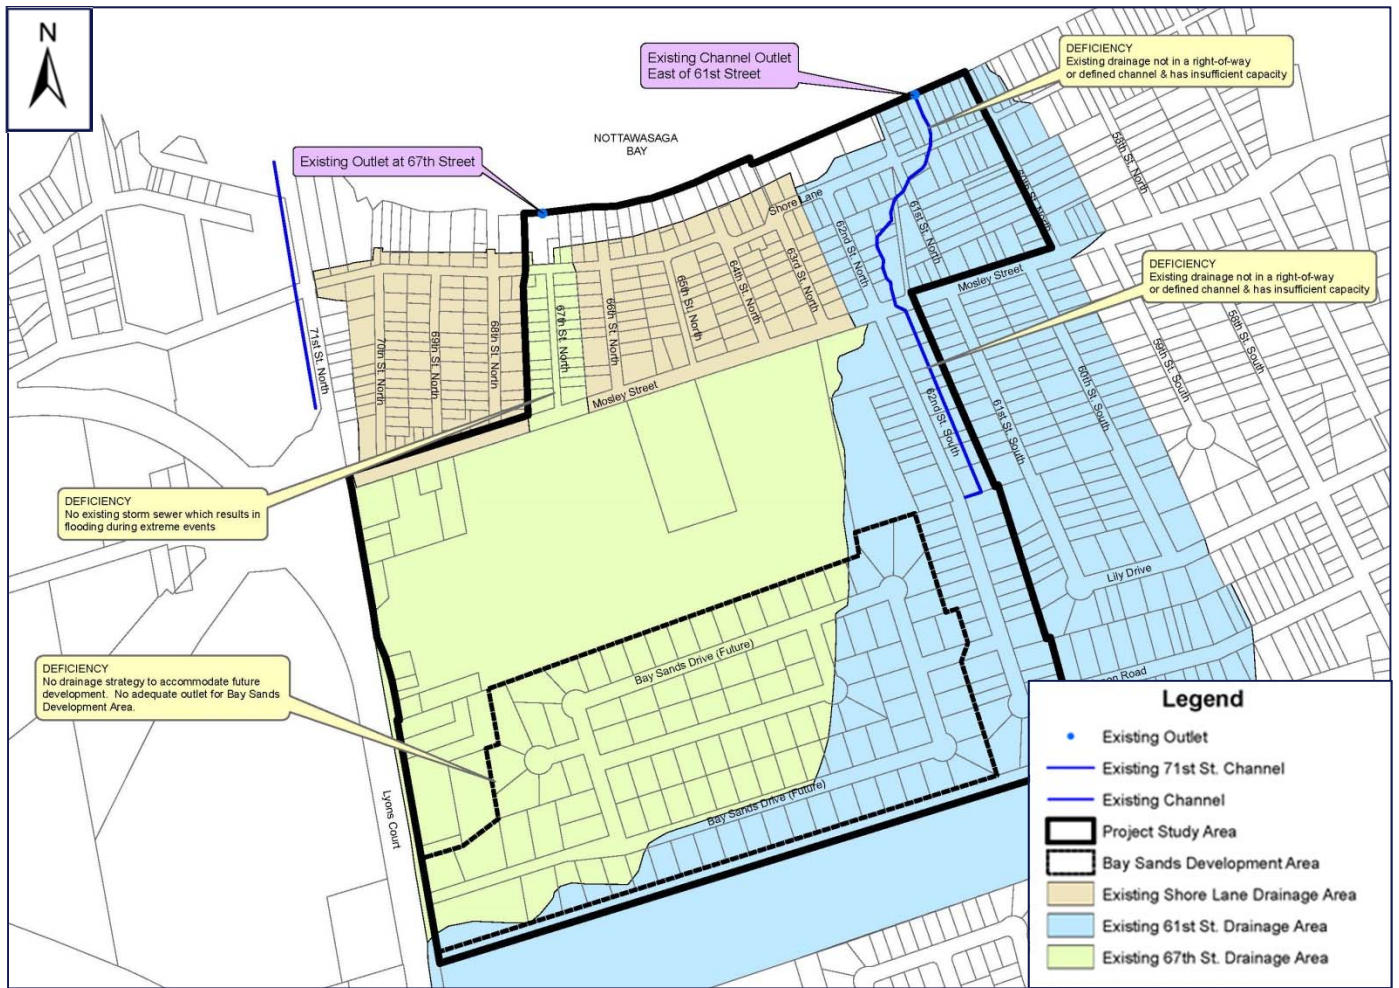 N
Existing Channel Outlet
East of 61st Street
DEFICIENCY
Existing drainage not in a right-of-way
or defined channel & has insufficient capacity
NOTTAWASAGA
BAY
Existing Outlet at 67th Street
58th St. North
Shore Lane
61st St. North
62nd St. North
63rd St. North
64th St. North
65th St. North
66th St. North
67th St. North
68th St. North
69th St. North
70th St. North
71st St. North
Mosley Street
DEFICIENCY
Existing drainage not in a right-of-way
or defined channel & has insufficient capacity
Mosley Street
58th St. South
59th St. South
60th St. South
61st St. South
62nd St. South
DEFICIENCY
No existing storm sewer which results in
flooding during extreme events
Lily Drive
DEFICIENCY
No drainage strategy to accommodate future
development. No adequate outlet for Bay Sands
Development Area.
Bay Sands Drive (Future)
Road
Bay Sands Drive (Future)
Lyons Court
Legend
Existing Outlet
Existing 71st St. Channel
Existing Channel
Project Study Area
Bay Sands Development Area
Existing Shore Lane Drainage Area
Existing 61st St. Drainage Area
Existing 67th St. Drainage Area